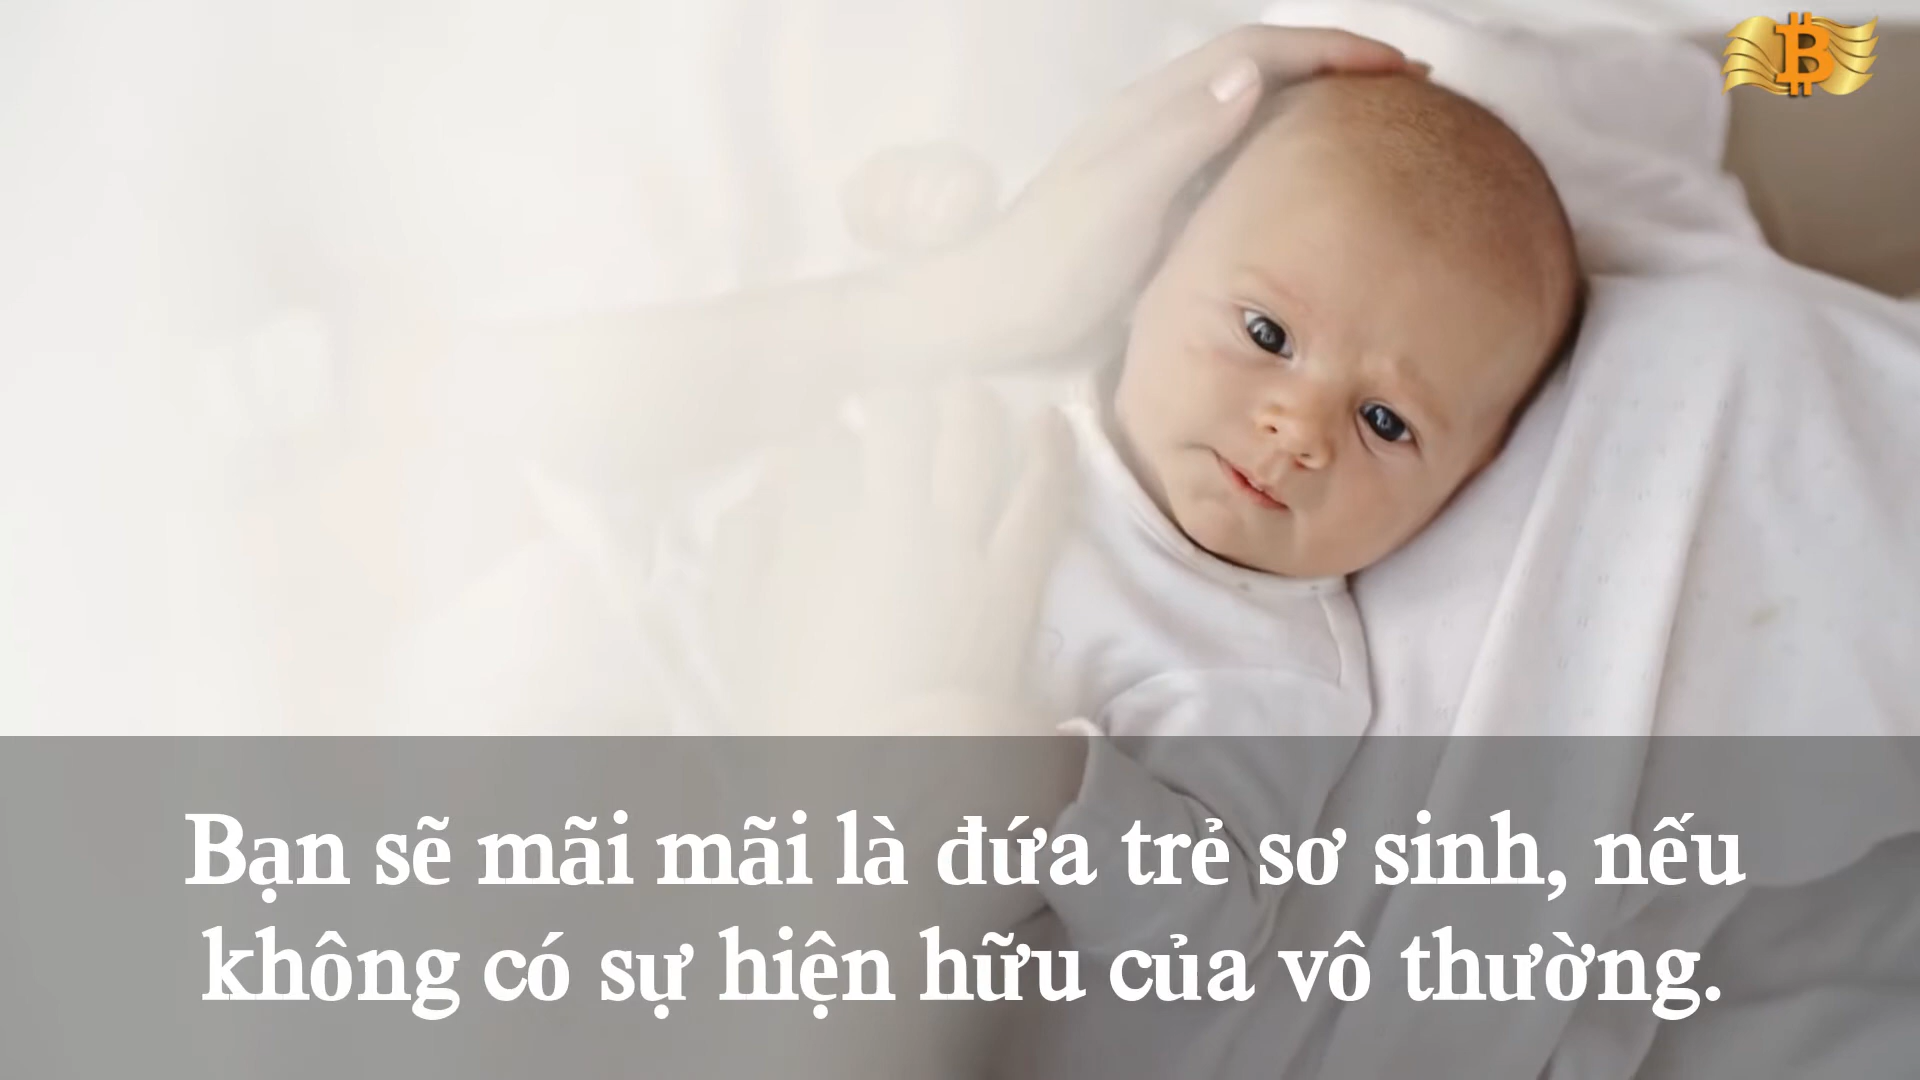 Bạn sẽ mãi mãi là đứa trẻ sơ sinh, nếu
không có sự hiện hữu của vô thường.